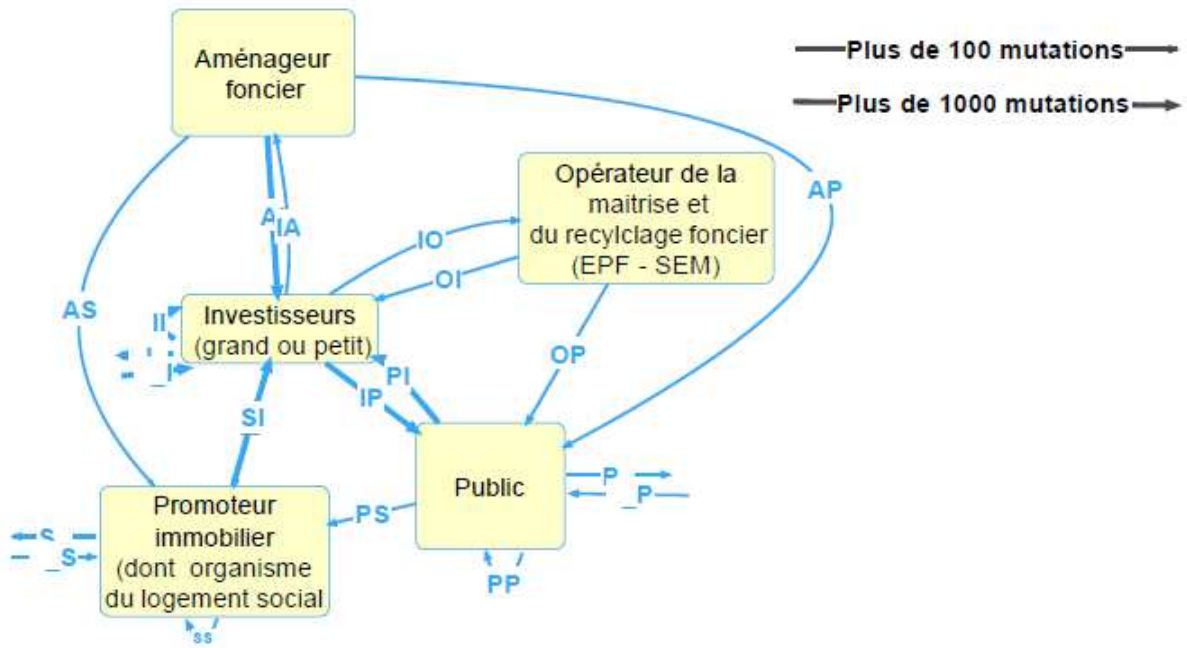 Aménageur
foncier
Plus de 100 mutations
Plus de 1000 mutations
Opérateur de la
maitrise et
du recylclage foncier
(EPF - SEM)
AP
IA
IO
OI
AS
II
Investisseurs
(grand ou petit)
_I
OP
PI
IP
SI
Public
P
_P
PS
PP
Promoteur
immobilier
(dont organisme
du logement social
S
_S
ss